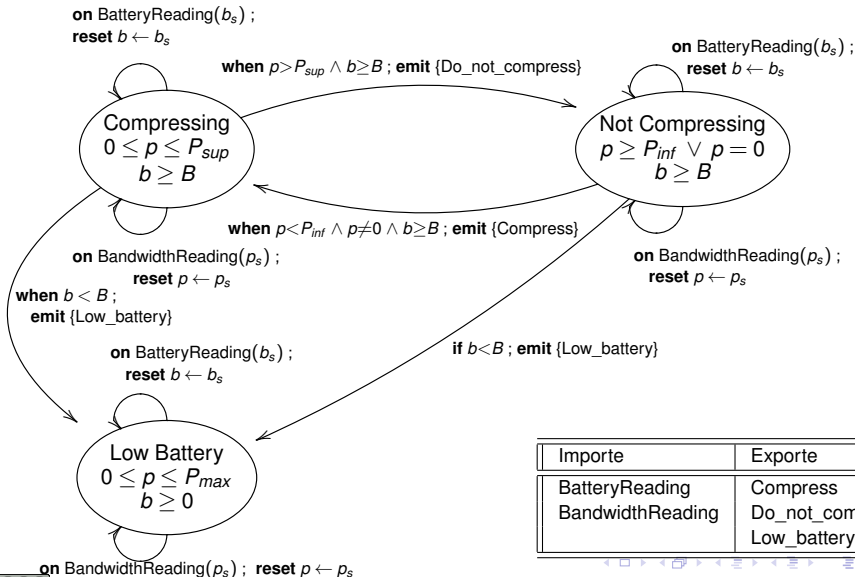 on BatteryReading(b_s) ;
reset b ← b_s
on BatteryReading(b_s) ;
reset b ← b_s
when p>P_sup ∧ b≥B ; emit {Do_not_compress}
Compressing
0 ≤ p ≤ P_sup
b ≥ B
Not Compressing
p ≥ P_inf ∨ p = 0
b ≥ B
when p<P_inf ∧ p≠0 ∧ b≥B ; emit {Compress}
on BandwidthReading(p_s) ;
reset p ← p_s
on BandwidthReading(p_s) ;
reset p ← p_s
when b < B ;
emit {Low_battery}
on BatteryReading(b_s) ;
reset b ← b_s
if b<B ; emit {Low_battery}
Low Battery
0 ≤ p ≤ P_max
b ≥ 0
Importe Exporte
BatteryReading Compress
BandwidthReading Do_not_com
Low_battery
on BandwidthReading(p_s) ; reset p ← p_s